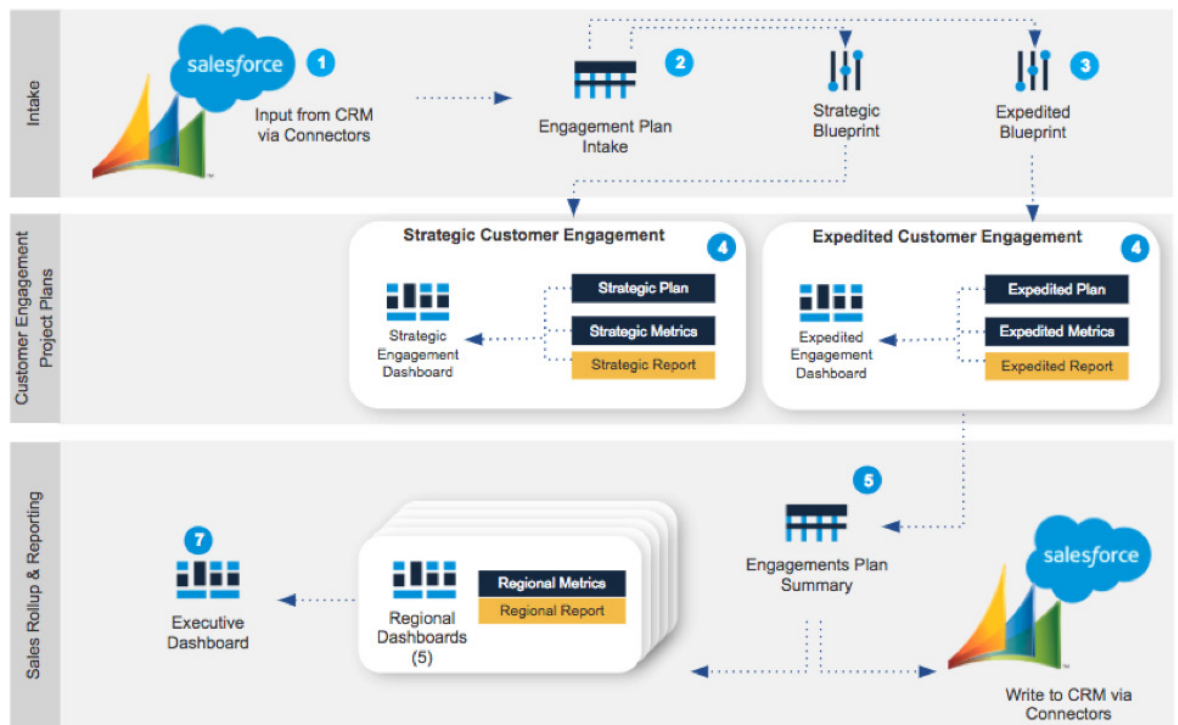 Intake
salesforce
1
Input from CRM
via Connectors
2
Engagement Plan
Intake
Strategic
Blueprint
3
Expedited
Blueprint
Customer Engagement
Project Plans
Strategic Customer Engagement
4
Strategic
Engagement
Dashboard
Strategic Plan
Strategic Metrics
Strategic Report
Expedited Customer Engagement
4
Expedited
Engagement
Dashboard
Expedited Plan
Expedited Metrics
Expedited Report
Sales Rollup & Reporting
7
Executive
Dashboard
Regional
Dashboards
(5)
Regional Metrics
Regional Report
5
Engagements Plan
Summary
salesforce
Write to CRM via
Connectors